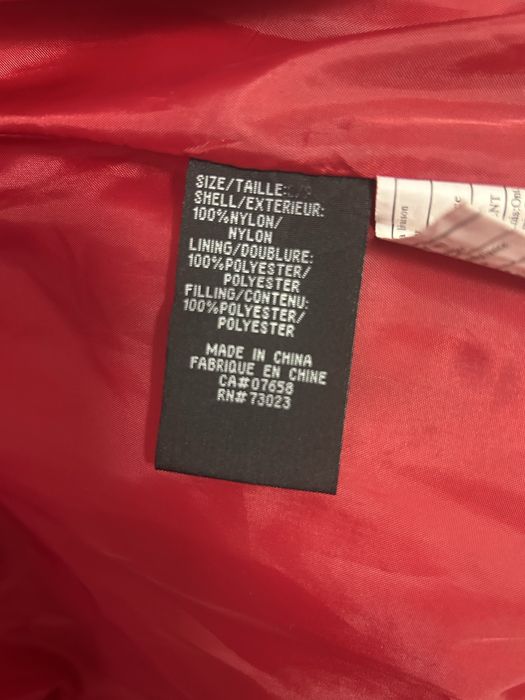 SIZE/TAILLE:
SHELL/EXTERIEUR:
100%NYLON/
NYLON
LINING/DOUBLURE:
100%POLYESTER/
POLYESTER
FILLING/CONTENU:
100%POLYESTER/
POLYESTER
MADE IN CHINA
FABRIQUE EN CHINE
CA#07658
RN#73023